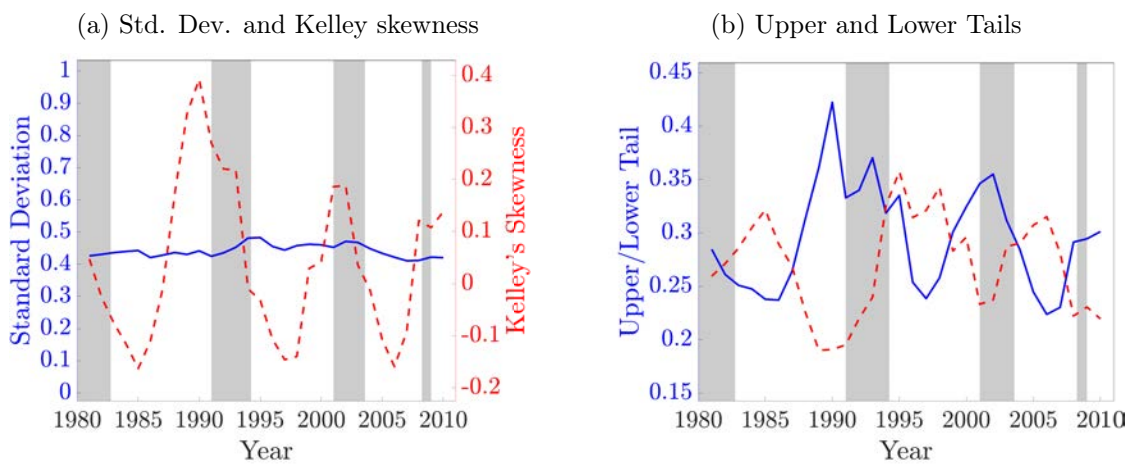 (a) Std. Dev. and Kelley skewness
1
0.9
0.8
0.7
0.6
0.5
0.4
0.3
0.2
0.1
0
Standard Deviation
0.4
0.3
0.2
0.1
0
-0.1
-0.2
Kelley's Skewness
1980 1985 1990 1995 2000 2005 2010
Year
(b) Upper and Lower Tails
0.45
0.4
0.35
0.3
0.25
0.2
0.15
Upper/Lower Tail
1980 1985 1990 1995 2000 2005 2010
Year